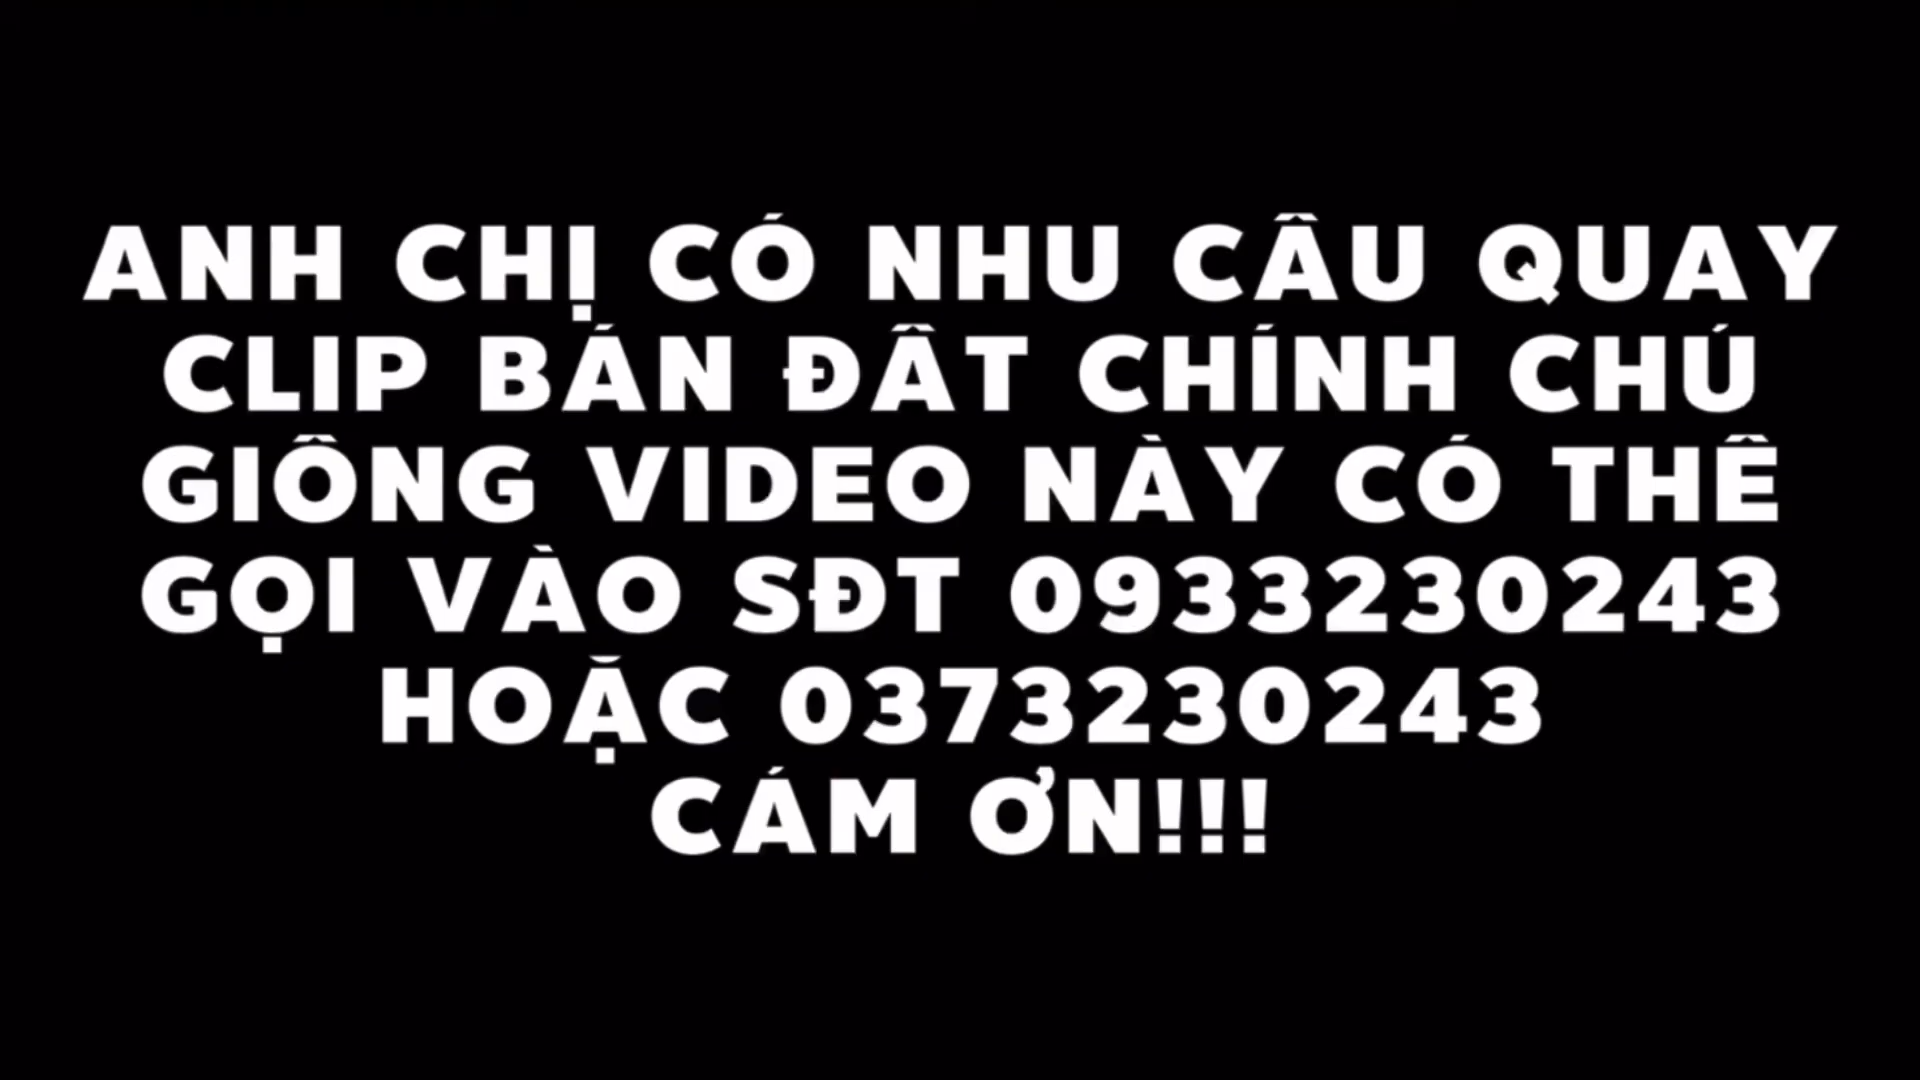 ANH CHỊ CÓ NHU CẦU QUAY
CLIP BÁN ĐẤT CHÍNH CHỦ
GIỐNG VIDEO NÀY CÓ THỂ
GỌI VÀO SĐT 0933230243
HOẶC 0373230243
CÁM ƠN!!!